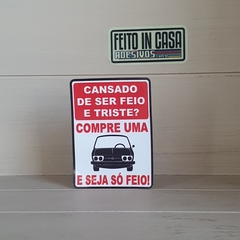 FEITO IN CASA
ADESIVOS
CANSADO
DE SER FEIO
E TRISTE?
COMPRE UMA
E SEJA SÓ FEIO!